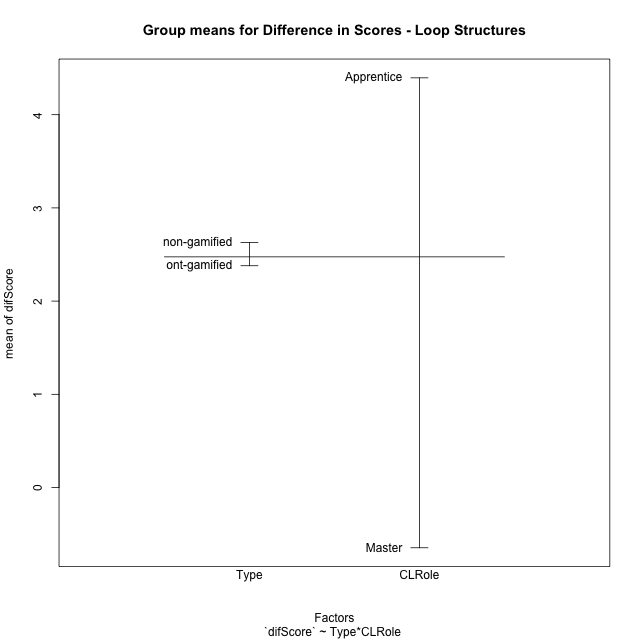 Group means for Difference in Scores - Loop Structures
Apprentice
4
3
non-gamified
ont-gamified
mean of difScore
2
1
0
Master
Type CLRole
Factors
`difScore` ~ Type*CLRole